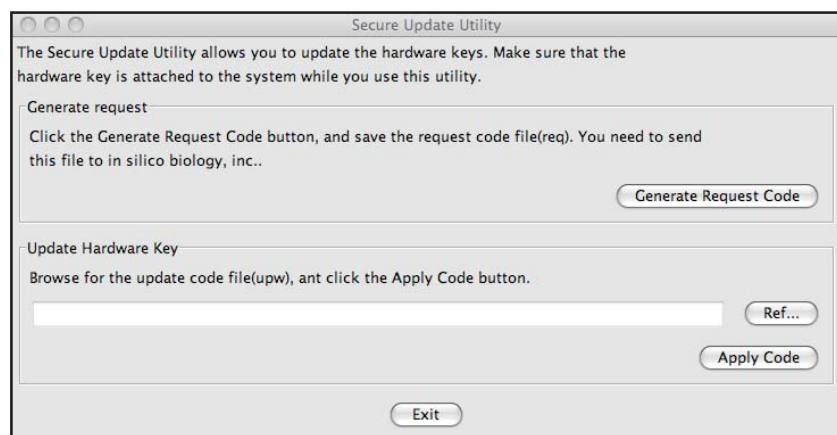 Secure Update Utility
The Secure Update Utility allows you to update the hardware keys. Make sure that the
hardware key is attached to the system while you use this utility.
Generate request
Click the Generate Request Code button, and save the request code file(req). You need to send
this file to in silico biology, inc..
Generate Request Code
Update Hardware Key
Browse for the update code file(upw), ant click the Apply Code button.
Ref...
Apply Code
Exit